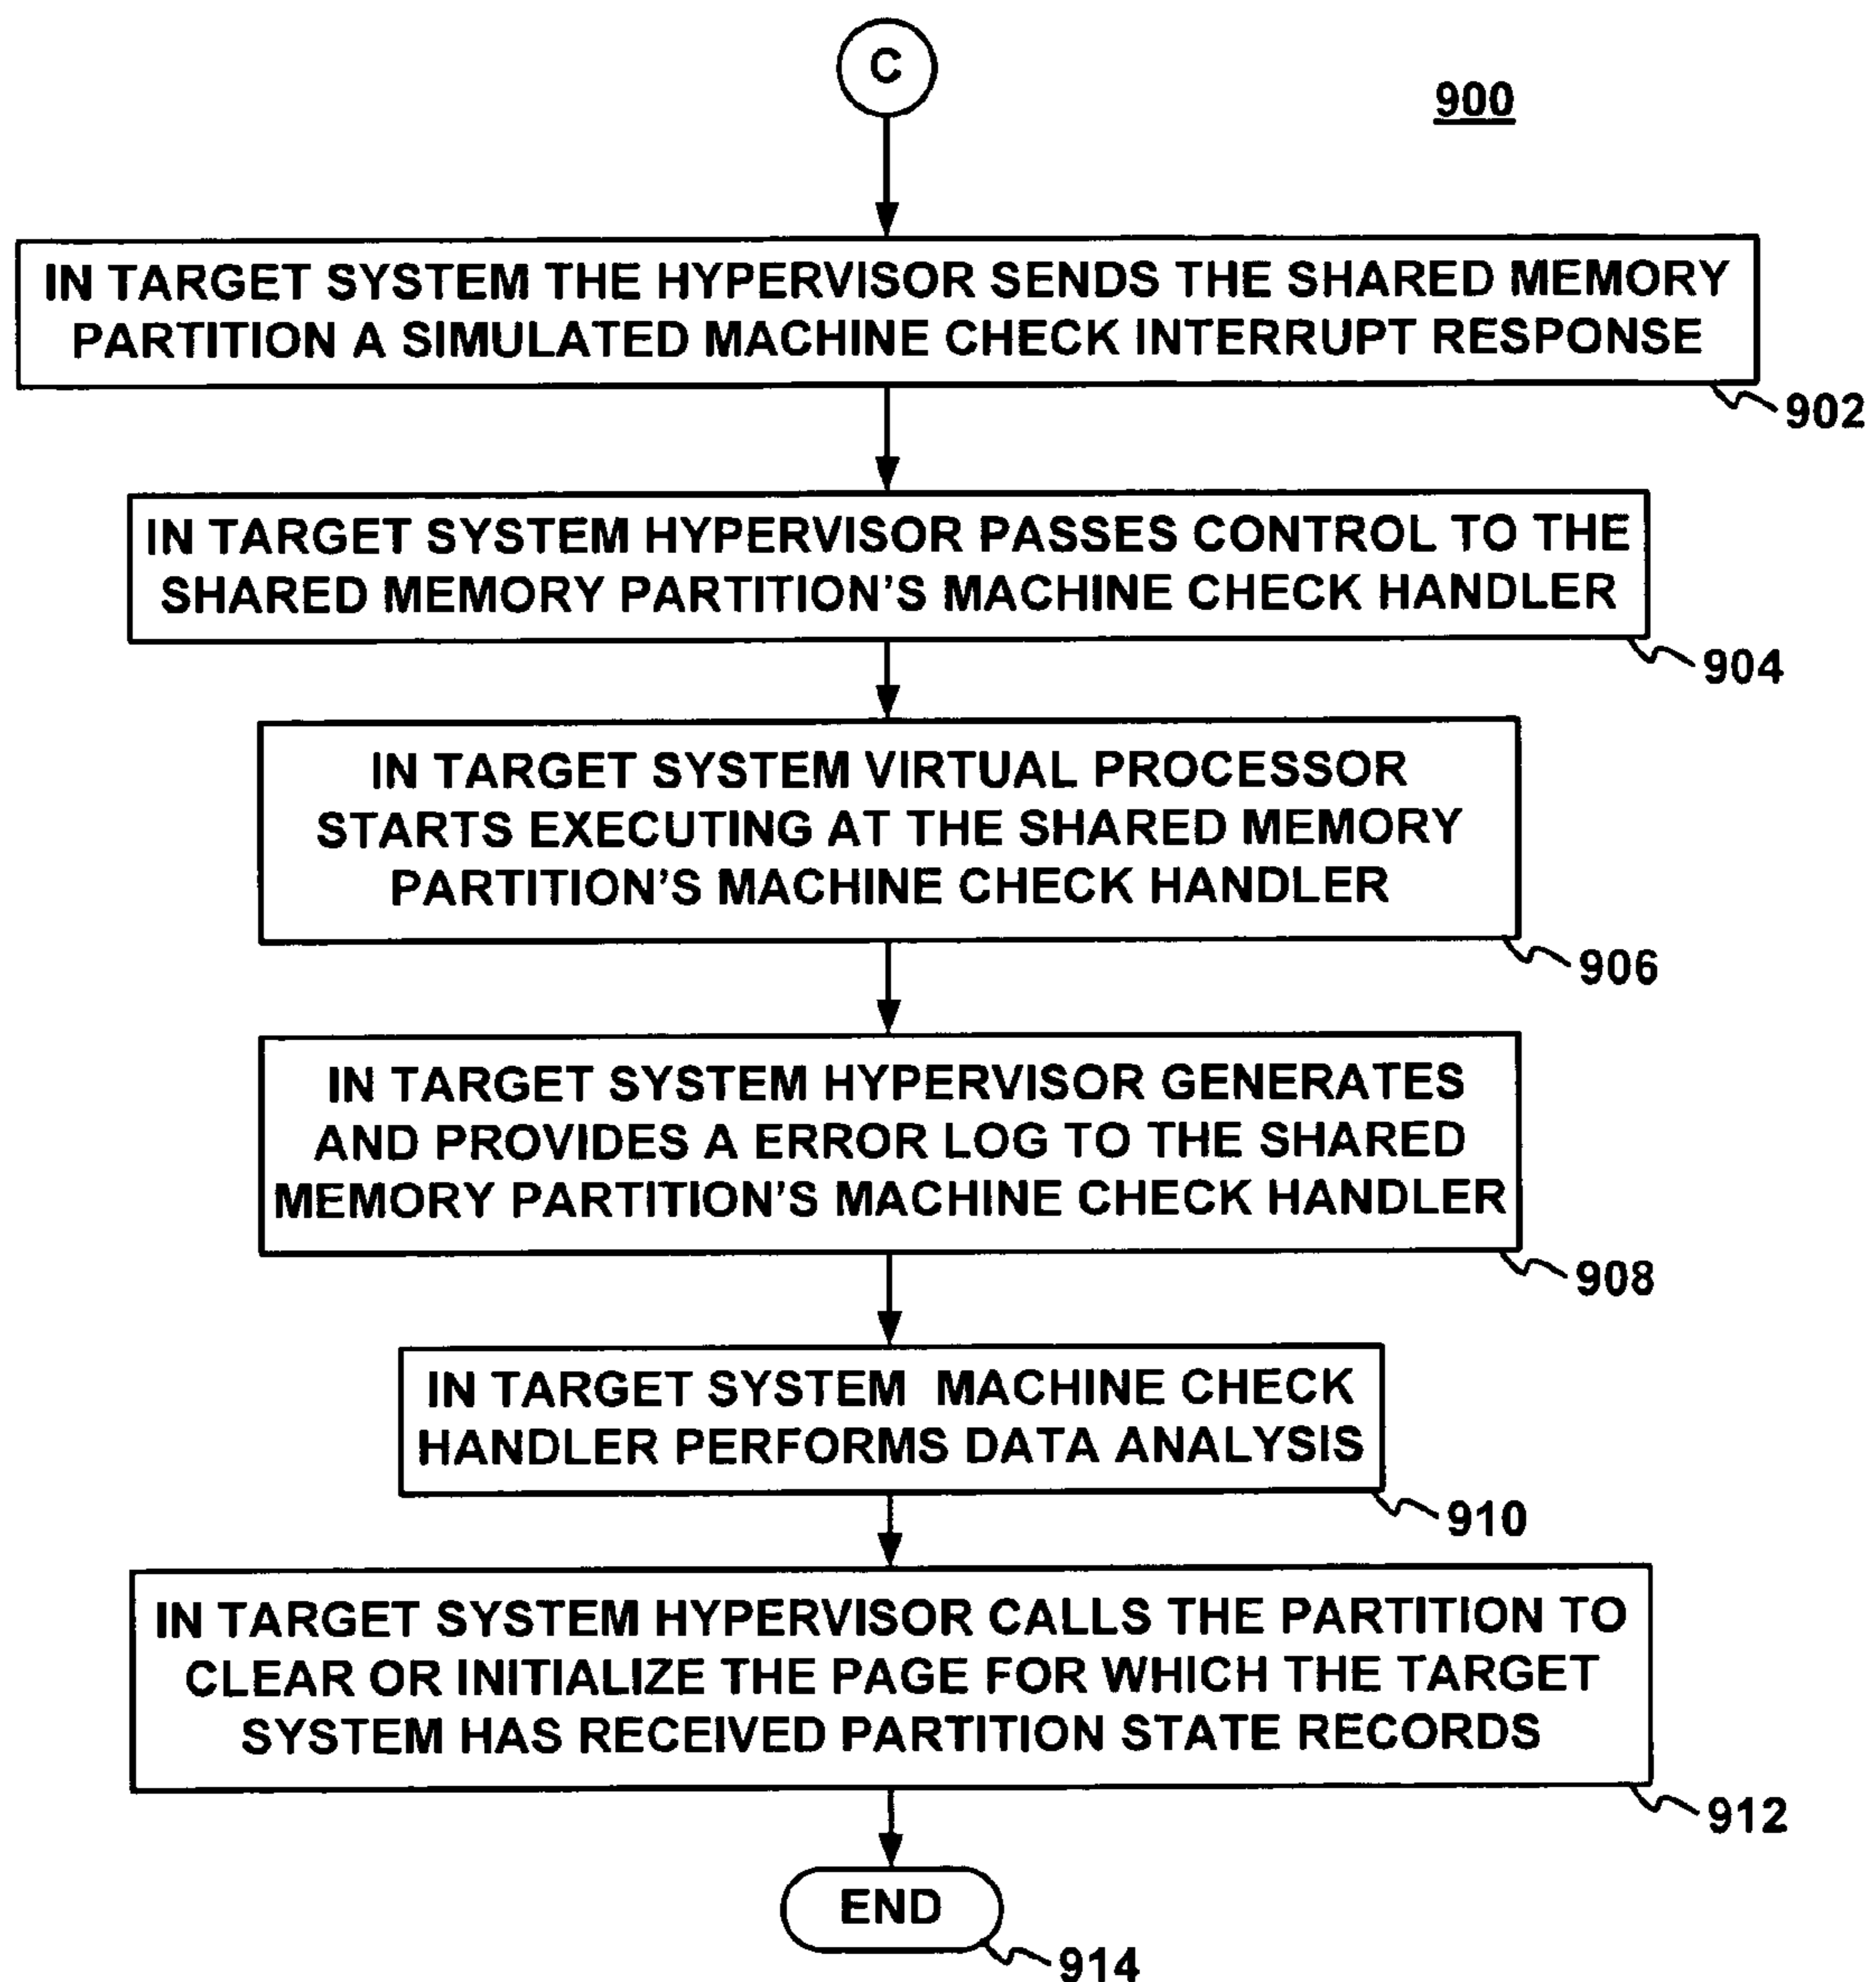 C
900
IN TARGET SYSTEM THE HYPERVISOR SENDS THE SHARED MEMORY
PARTITION A SIMULATED MACHINE CHECK INTERRUPT RESPONSE
902
IN TARGET SYSTEM HYPERVISOR PASSES CONTROL TO THE
SHARED MEMORY PARTITION'S MACHINE CHECK HANDLER
904
IN TARGET SYSTEM VIRTUAL PROCESSOR
STARTS EXECUTING AT THE SHARED MEMORY
PARTITION'S MACHINE CHECK HANDLER
906
IN TARGET SYSTEM HYPERVISOR GENERATES
AND PROVIDES A ERROR LOG TO THE SHARED
MEMORY PARTITION'S MACHINE CHECK HANDLER
908
IN TARGET SYSTEM MACHINE CHECK
HANDLER PERFORMS DATA ANALYSIS
910
IN TARGET SYSTEM HYPERVISOR CALLS THE PARTITION TO
CLEAR OR INITIALIZE THE PAGE FOR WHICH THE TARGET
SYSTEM HAS RECEIVED PARTITION STATE RECORDS
912
END
914